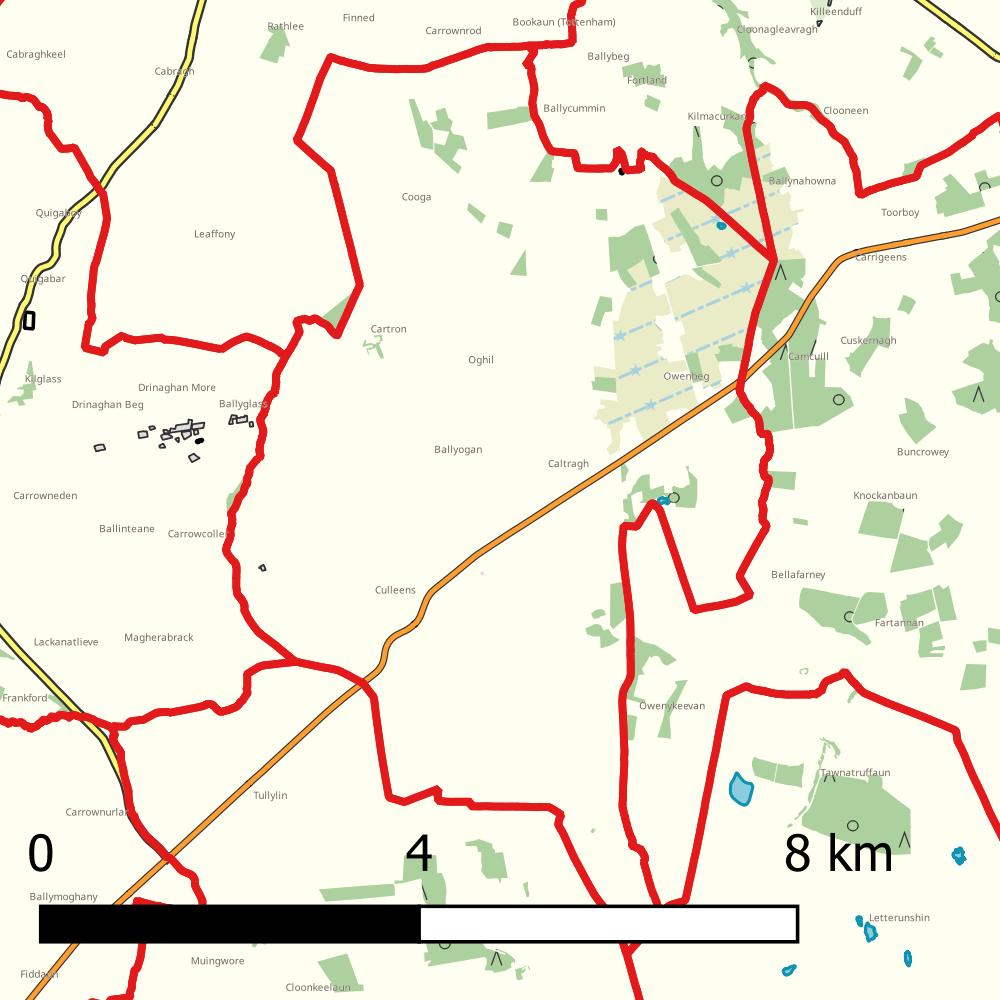 Bookaun (Tottenham)
Killeenduff
Finned
Rathlee
Carrownrod
Cloonagleavragh
Cabraghkeel
Ballybeg
Cabragh
Fortland
Ballycummin
Clooneen
Kilmacurkan
Ballynahowna
Cooga
Quigaboy
Toorboy
Leaffony
Carrigeens
Quigabar
Cartron
Cuskernagh
Camcuill
Oghil
Owenbeg
Kilglass
Drinaghan More
Drinaghan Beg
Ballyglass
Ballyogan
Buncrowey
Caltragh
Carrowneden
Knockanbaun
Ballinteane
Carrowcoller
Bellafarney
Culleens
Fartannan
Magherabrack
Lackanatlieve
Frankford
Owenykeevan
Tawnatruffaun
Tullylin
Carrownurlar
0 4 8 km
Ballymoghany
Letterunshin
Muingwore
Fiddaun
Cloonkeelaun